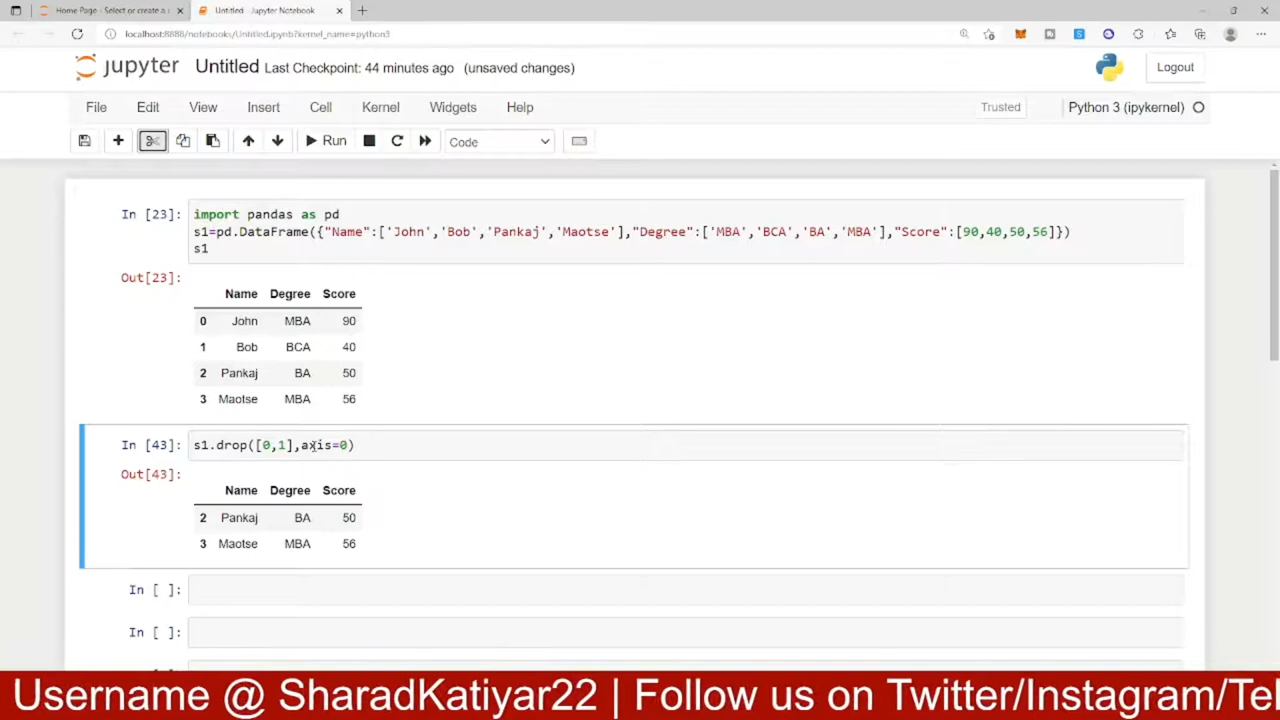 Home Page - Select or create a n
Untitled - Jupyter Notebook
localhost:8888/notebooks/Untitled.ipynb?kernel_name=python3
jupyter Untitled Last Checkpoint: 44 minutes ago (unsaved changes)
Logout
File Edit View Insert Cell Kernel Widgets Help
Trusted
Python 3 (ipykernel)
Run
Code
In [23]:
import pandas as pd
s1=pd.DataFrame({"Name":['John','Bob','Pankaj','Maotse'],"Degree":['MBA','BCA','BA','MBA'],"Score":[90,40,50,56]})
s1
Out[23]:
Name Degree Score
0 John MBA 90
1 Bob BCA 40
2 Pankaj BA 50
3 Maotse MBA 56
In [43]:
s1.drop([0,1],axis=0)
Out[43]:
Name Degree Score
2 Pankaj BA 50
3 Maotse MBA 56
In [ ]:
In [ ]:
Username @ SharadKatiyar22 | Follow us on Twitter/Instagram/Tel